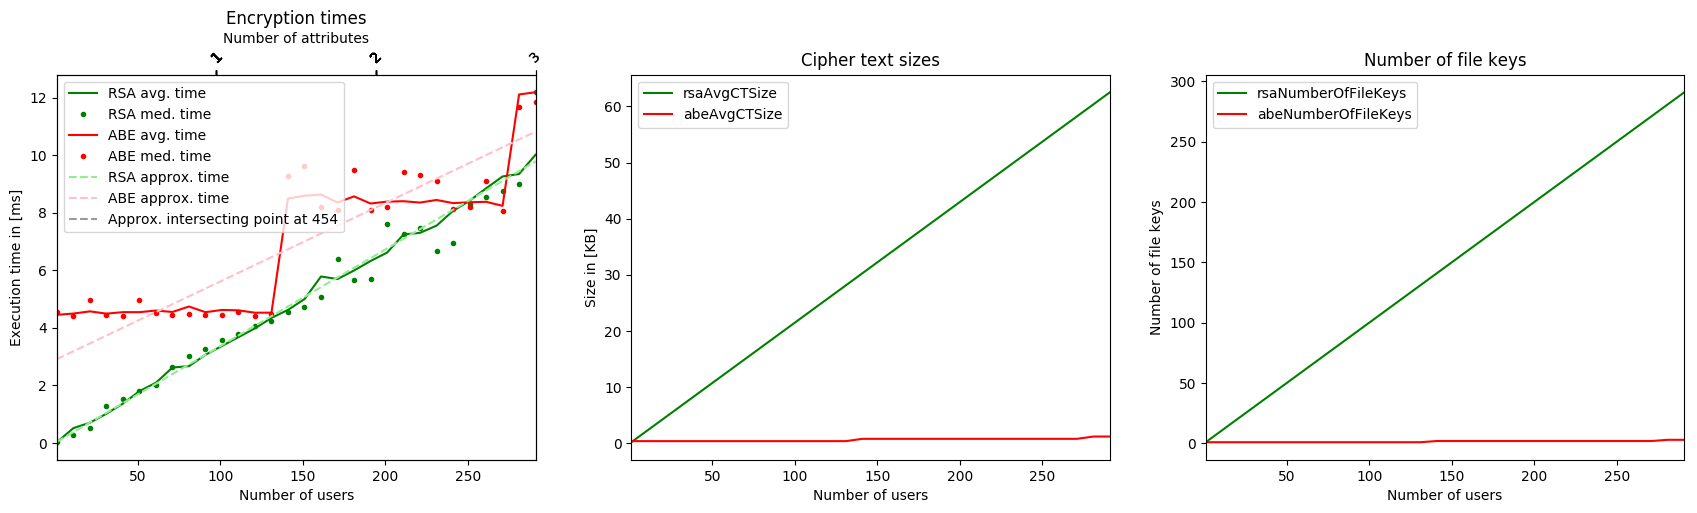 Encryption times
Number of attributes
1 2 3
RSA avg. time
RSA med. time
ABE avg. time
ABE med. time
RSA approx. time
ABE approx. time
Approx. intersecting point at 454
Execution time in [ms]
12
10
8
6
4
2
0
50 100 150 200 250
Number of users
Cipher text sizes
rsaAvgCTSize
abeAvgCTSize
Size in [KB]
60
50
40
30
20
10
0
50 100 150 200 250
Number of users
Number of file keys
rsaNumberOfFileKeys
abeNumberOfFileKeys
Number of file keys
300
250
200
150
100
50
0
50 100 150 200 250
Number of users